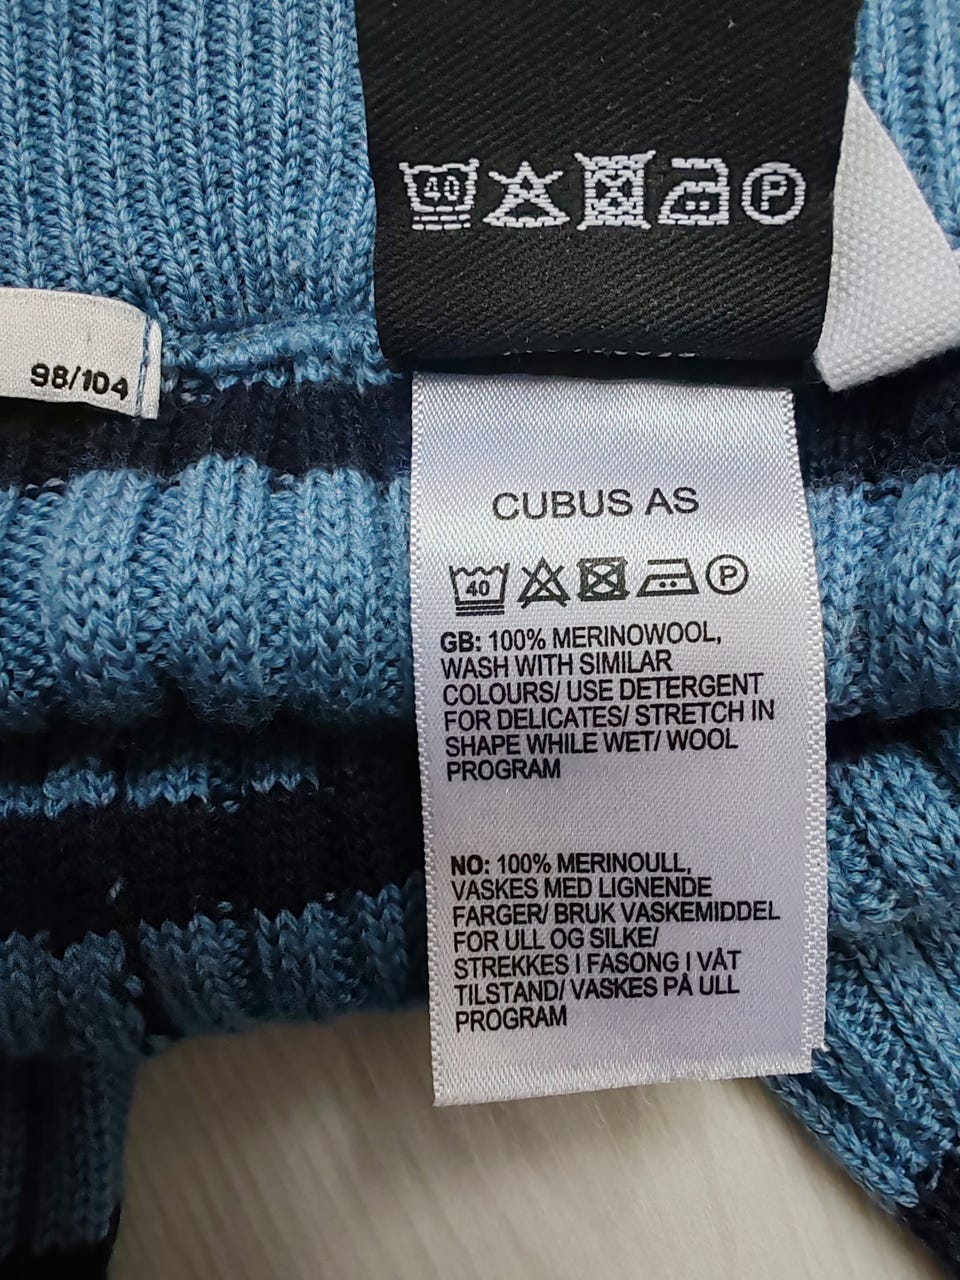 40 P
98/104
CUBUS AS
40 P
GB: 100% MERINOWOOL,
WASH WITH SIMILAR
COLOURS/ USE DETERGENT
FOR DELICATES/ STRETCH IN
SHAPE WHILE WET/ WOOL
PROGRAM
NO: 100% MERINOULL,
VASKES MED LIGNENDE
FARGER/ BRUK VASKEMIDDEL
FOR ULL OG SILKE/
STREKKES I FASONG I VÅT
TILSTAND/ VASKES PÅ ULL
PROGRAM